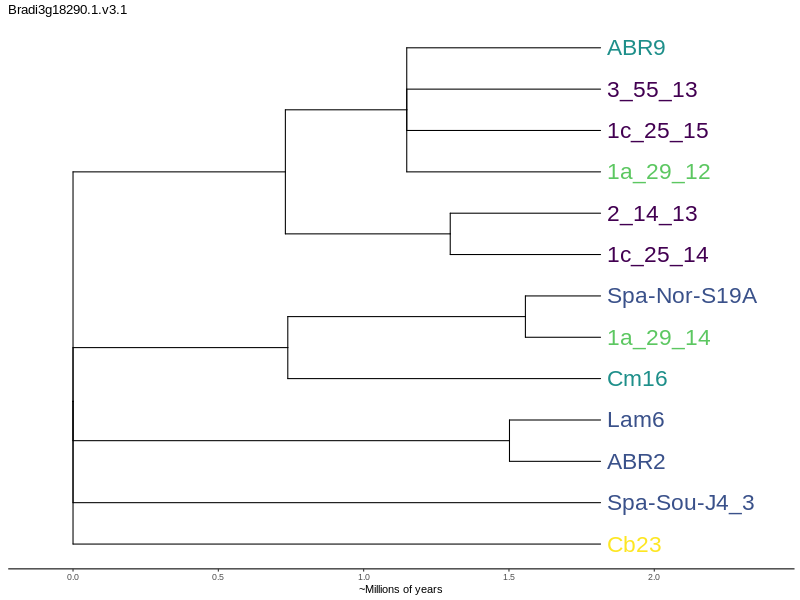 Bradi3g18290.1.v3.1
ABR9
3_55_13
1c_25_15
1a_29_12
2_14_13
1c_25_14
Spa-Nor-S19A
1a_29_14
Cm16
Lam6
ABR2
Spa-Sou-J4_3
Cb23
0.0 0.5 1.0 1.5 2.0
~Millions of years